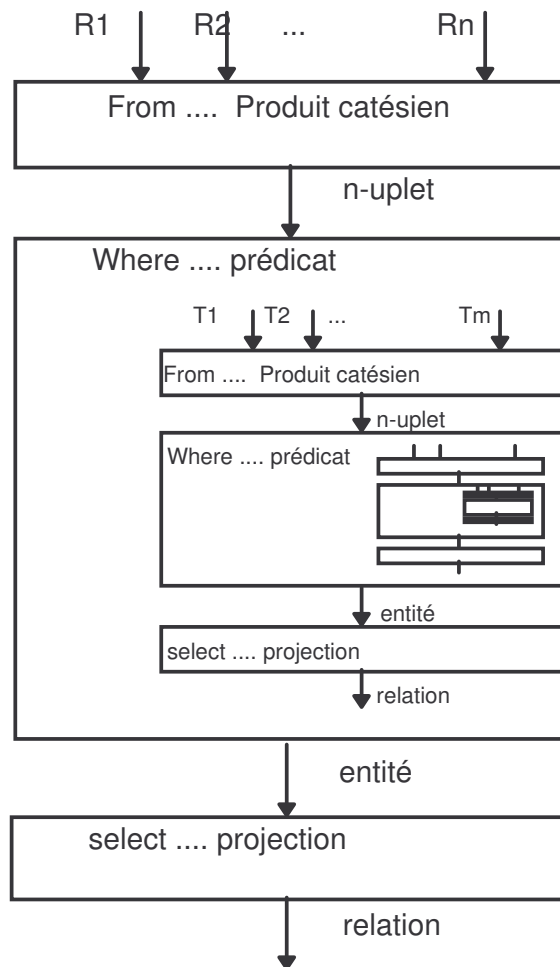 R1 R2 ... Rn
From .... Produit catésien
n-uplet
Where .... prédicat
T1 T2 ... Tm
From .... Produit catésien
n-uplet
Where .... prédicat
entité
select .... projection
relation
entité
select .... projection
relation